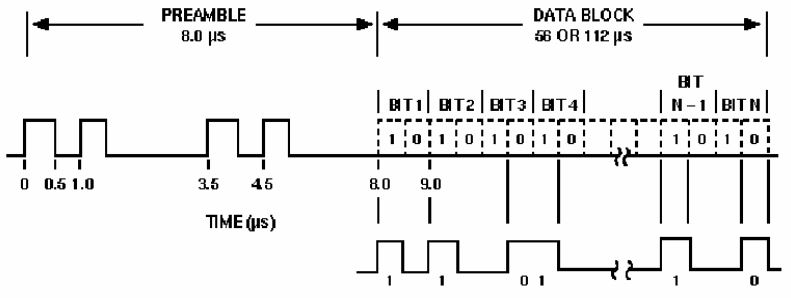 PREAMBLE
8.0 µs
DATA BLOCK
56 OR 112 µs
BIT 1 BIT 2 BIT 3 BIT 4 BIT N – 1 BIT N
1 0 1 0 1 0 1 0 1 0 1 0
0 0.5 1.0 3.5 4.5 8.0 9.0
TIME (µs)
1 1 0 1 1 0